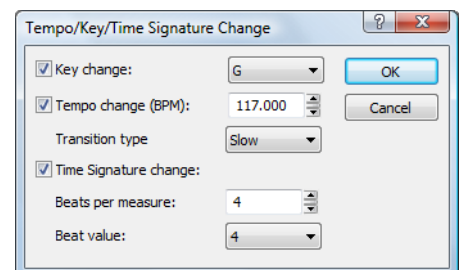 Tempo/Key/Time Signature Change
Key change: G OK
Tempo change (BPM): 117.000 Cancel
Transition type Slow
Time Signature change:
Beats per measure: 4
Beat value: 4